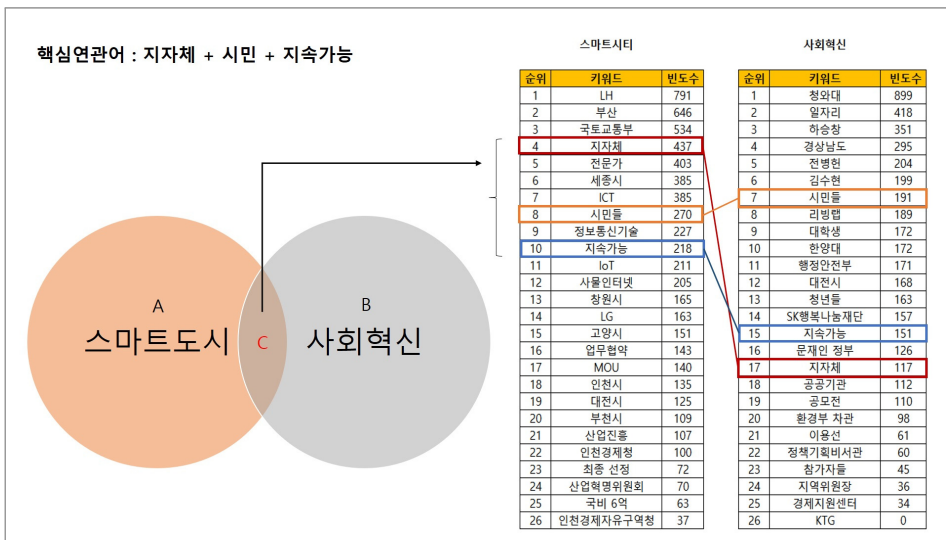 핵심연관어 : 지자체 + 시민 + 지속가능
A
스마트도시
C
B
사회혁신
스마트시티
순위 키워드 빈도수
1 LH 791
2 부산 646
3 국토교통부 534
4 지자체 437
5 전문가 403
6 세종시 385
7 ICT 385
8 시민들 270
9 정보통신기술 227
10 지속가능 218
11 IoT 211
12 사물인터넷 205
13 창원시 165
14 LG 163
15 고양시 151
16 업무협약 143
17 MOU 140
18 인천시 135
19 대전시 125
20 부천시 109
21 산업진흥 107
22 인천경제청 100
23 최종 선정 72
24 산업혁명위원회 70
25 국비 6억 63
26 인천경제자유구역청 37
사회혁신
순위 키워드 빈도수
1 청와대 899
2 일자리 418
3 하승창 351
4 경상남도 295
5 전병헌 204
6 김수현 199
7 시민들 191
8 리빙랩 189
9 대학생 172
10 한양대 172
11 행정안전부 171
12 대전시 168
13 청년들 163
14 SK행복나눔재단 157
15 지속가능 151
16 문재인 정부 126
17 지자체 117
18 공공기관 112
19 공모전 110
20 환경부 차관 98
21 이용선 61
22 정책기획비서관 60
23 참가자들 45
24 지역위원장 36
25 경제지원센터 34
26 KTG 0